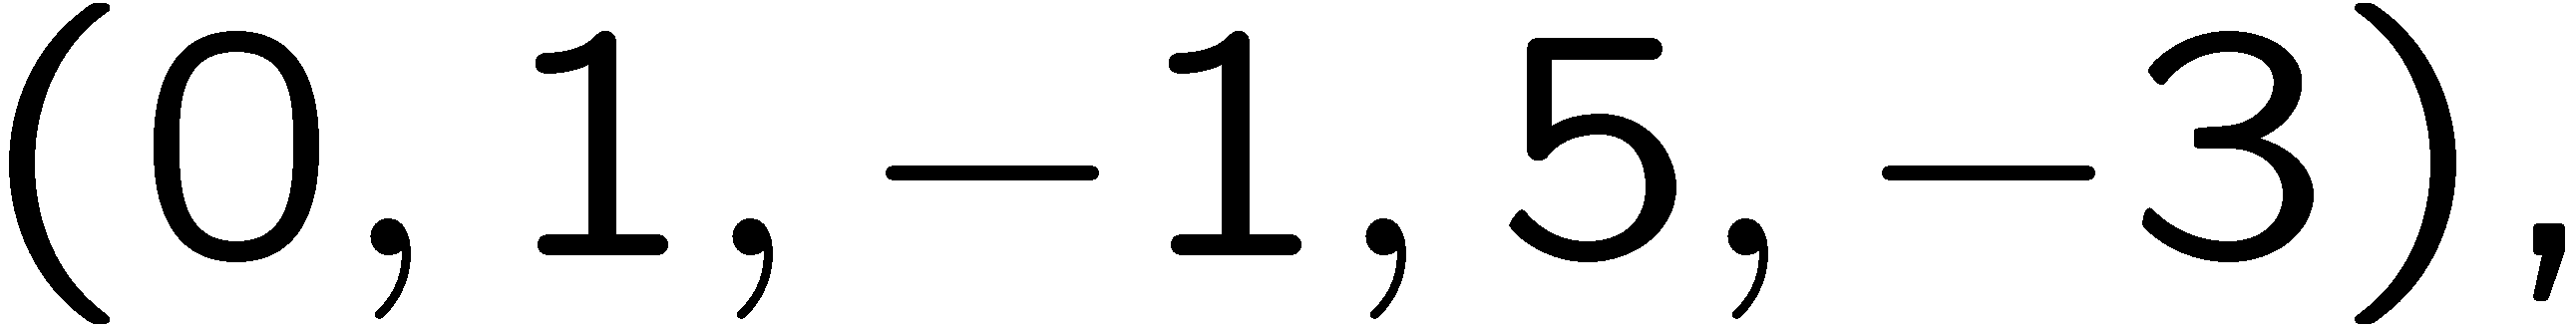 (0, 1, −1, 5, −3),